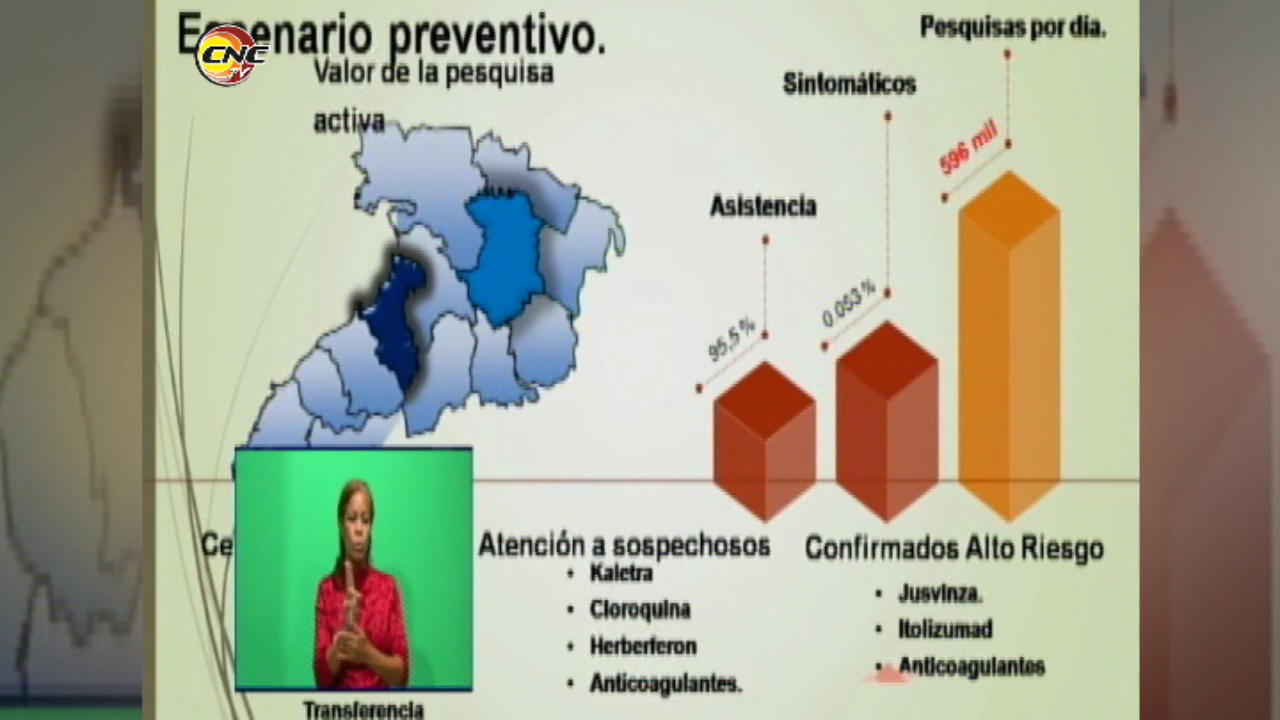 Escenario preventivo.
CNC
TV
Valor de la pesquisa
activa
Pesquisas por día.
Sintomáticos
Asistencia
596 mil
0.053 %
95,5 %
Atención a sospechosos
• Kaletra
• Cloroquina
• Herberferon
• Anticoagulantes.
Confirmados Alto Riesgo
• Jusvinza.
• Itolizumad
• Anticoagulantes
Transferencia